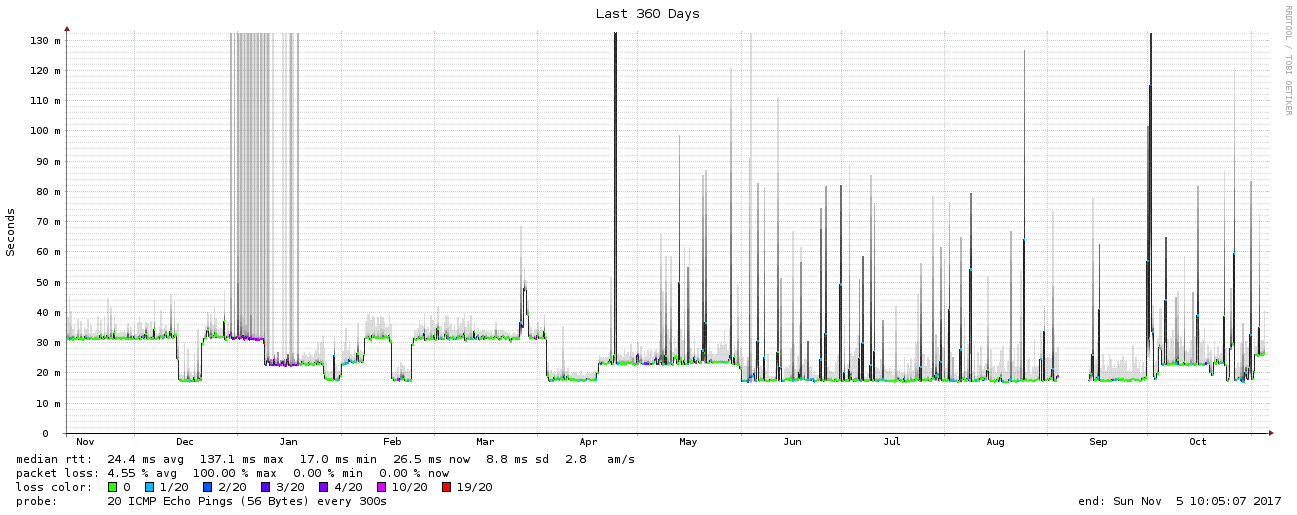 Last 360 Days
RRDTOOL / TOBI OETIKER
Seconds
130 m
120 m
110 m
100 m
90 m
80 m
70 m
60 m
50 m
40 m
30 m
20 m
10 m
0
Nov Dec Jan Feb Mar Apr May Jun Jul Aug Sep Oct
median rtt: 24.4 ms avg 137.1 ms max 17.0 ms min 26.5 ms now 8.8 ms sd 2.8 am/s
packet loss: 4.55 % avg 100.00 % max 0.00 % min 0.00 % now
loss color: 0 1/20 2/20 3/20 4/20 10/20 19/20
probe: 20 ICMP Echo Pings (56 Bytes) every 300s end: Sun Nov 5 10:05:07 2017